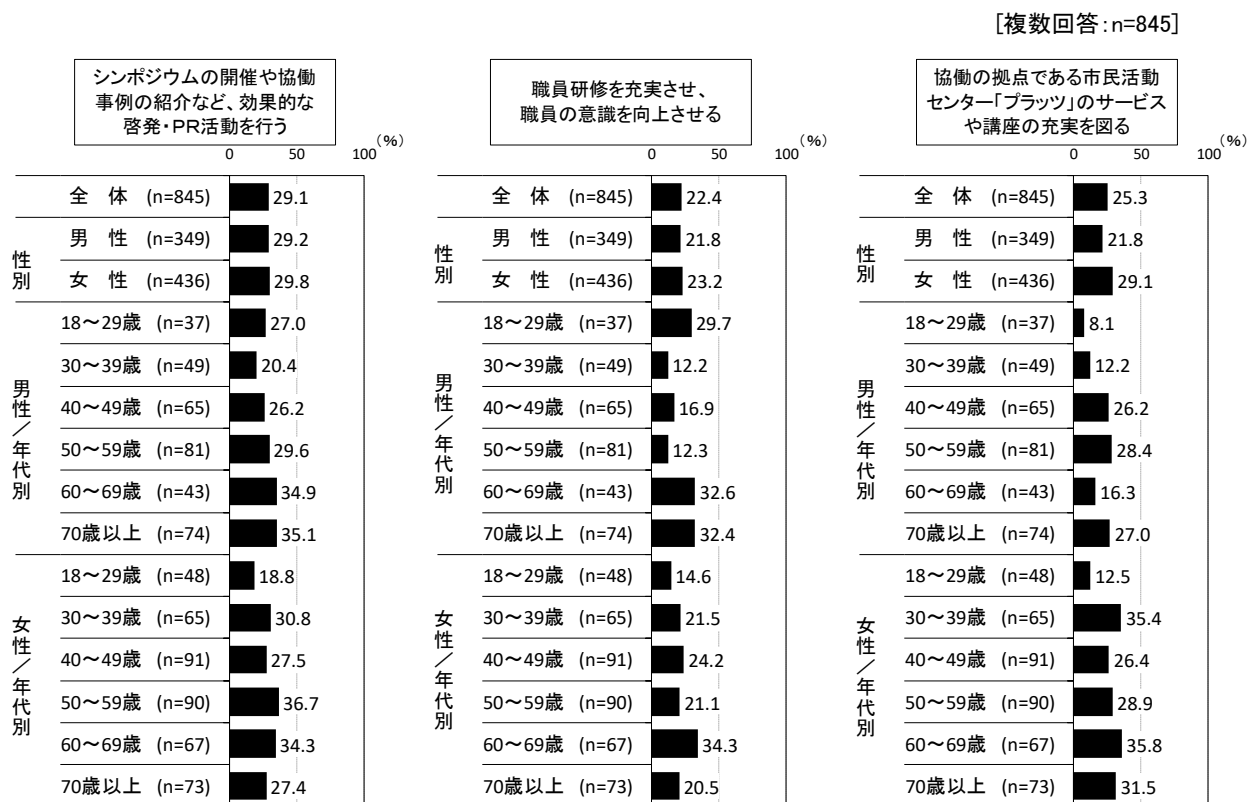 [複数回答:n=845]
シンポジウムの開催や協働
事例の紹介など、効果的な
啓発・PR活動を行う
(%)
0 50 100
全 体 (n=845) 29.1
性別
男 性 (n=349) 29.2
女 性 (n=436) 29.8
男性/年代別
18~29歳 (n=37) 27.0
30~39歳 (n=49) 20.4
40~49歳 (n=65) 26.2
50~59歳 (n=81) 29.6
60~69歳 (n=43) 34.9
70歳以上 (n=74) 35.1
女性/年代別
18~29歳 (n=48) 18.8
30~39歳 (n=65) 30.8
40~49歳 (n=91) 27.5
50~59歳 (n=90) 36.7
60~69歳 (n=67) 34.3
70歳以上 (n=73) 27.4
職員研修を充実させ、
職員の意識を向上させる
(%)
0 50 100
全 体 (n=845) 22.4
性別
男 性 (n=349) 21.8
女 性 (n=436) 23.2
男性/年代別
18~29歳 (n=37) 29.7
30~39歳 (n=49) 12.2
40~49歳 (n=65) 16.9
50~59歳 (n=81) 12.3
60~69歳 (n=43) 32.6
70歳以上 (n=74) 32.4
女性/年代別
18~29歳 (n=48) 14.6
30~39歳 (n=65) 21.5
40~49歳 (n=91) 24.2
50~59歳 (n=90) 21.1
60~69歳 (n=67) 34.3
70歳以上 (n=73) 20.5
協働の拠点である市民活動
センター「プラッツ」のサービス
や講座の充実を図る
(%)
0 50 100
全 体 (n=845) 25.3
性別
男 性 (n=349) 21.8
女 性 (n=436) 29.1
男性/年代別
18~29歳 (n=37) 8.1
30~39歳 (n=49) 12.2
40~49歳 (n=65) 26.2
50~59歳 (n=81) 28.4
60~69歳 (n=43) 16.3
70歳以上 (n=74) 27.0
女性/年代別
18~29歳 (n=48) 12.5
30~39歳 (n=65) 35.4
40~49歳 (n=91) 26.4
50~59歳 (n=90) 28.9
60~69歳 (n=67) 35.8
70歳以上 (n=73) 31.5